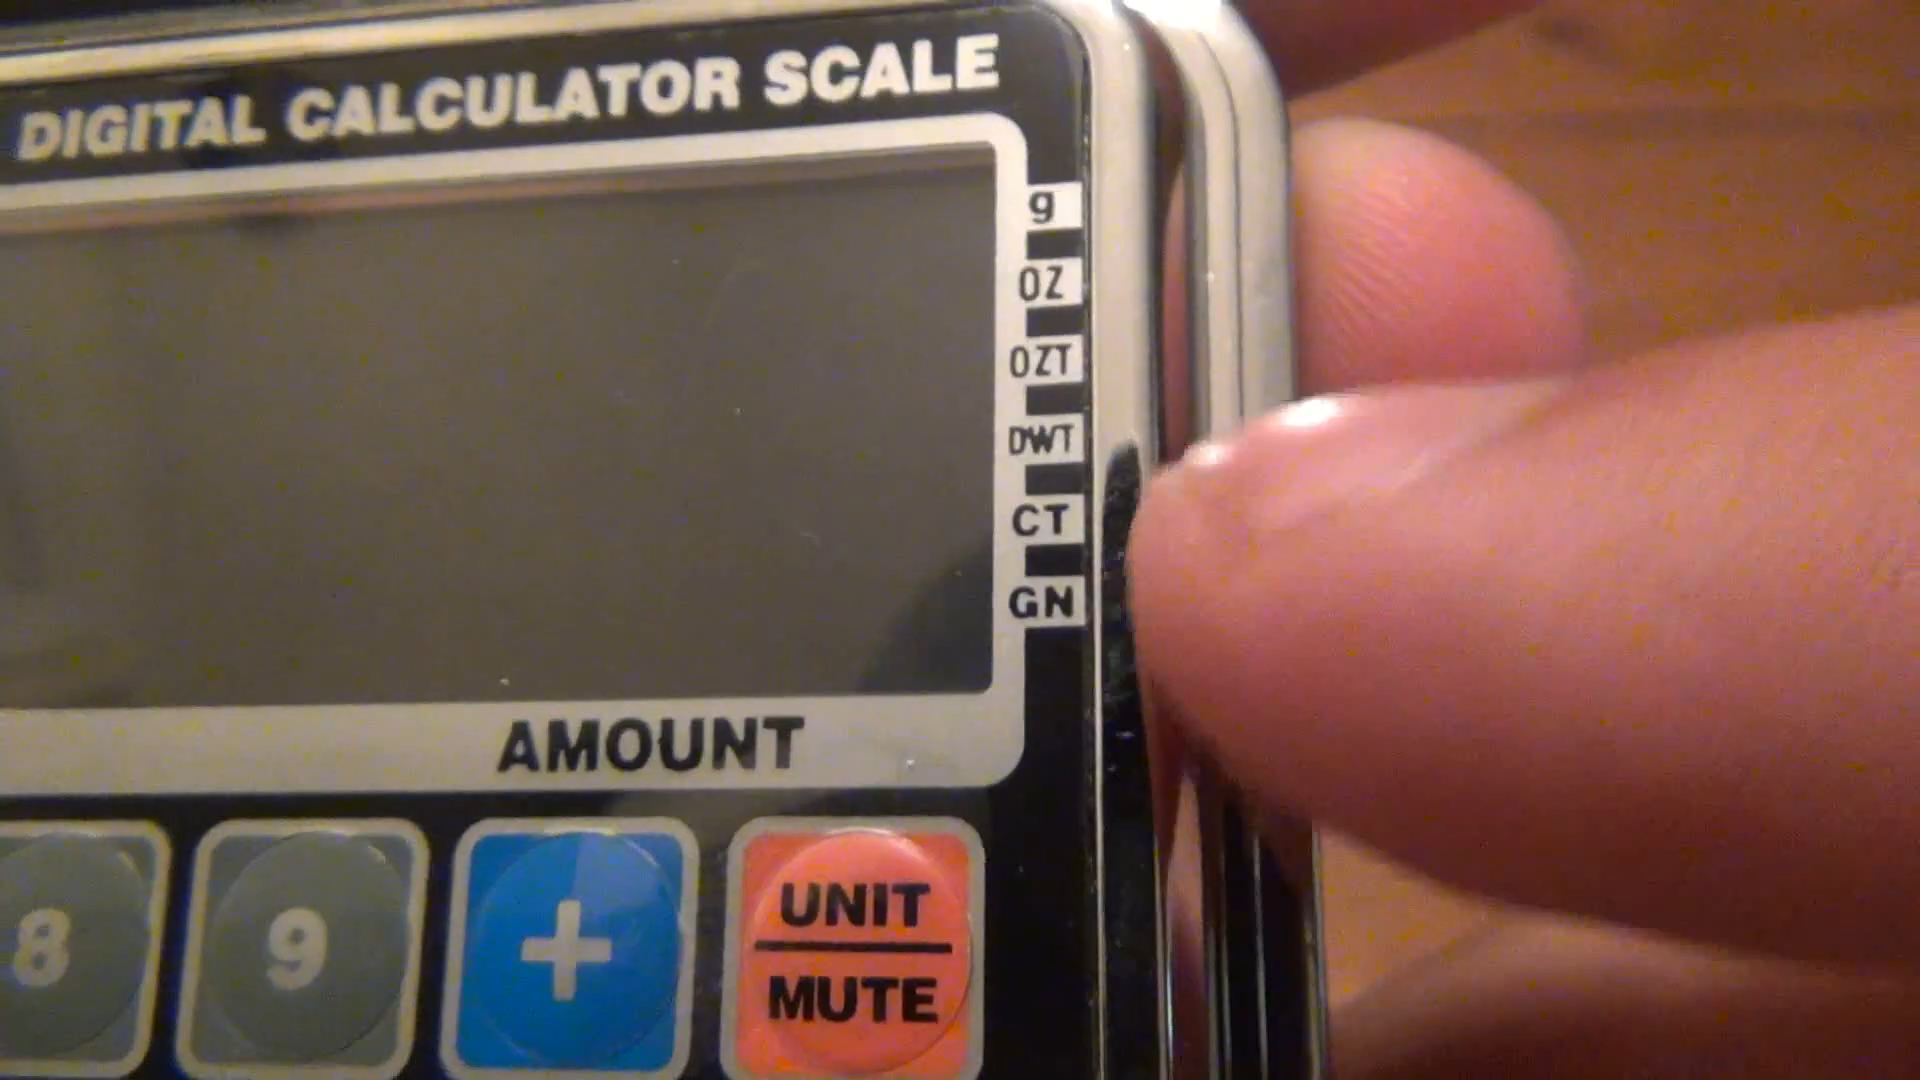 DIGITAL CALCULATOR SCALE
g
OZ
OZT
DWT
CT
GN
AMOUNT
8 9 + UNIT
MUTE